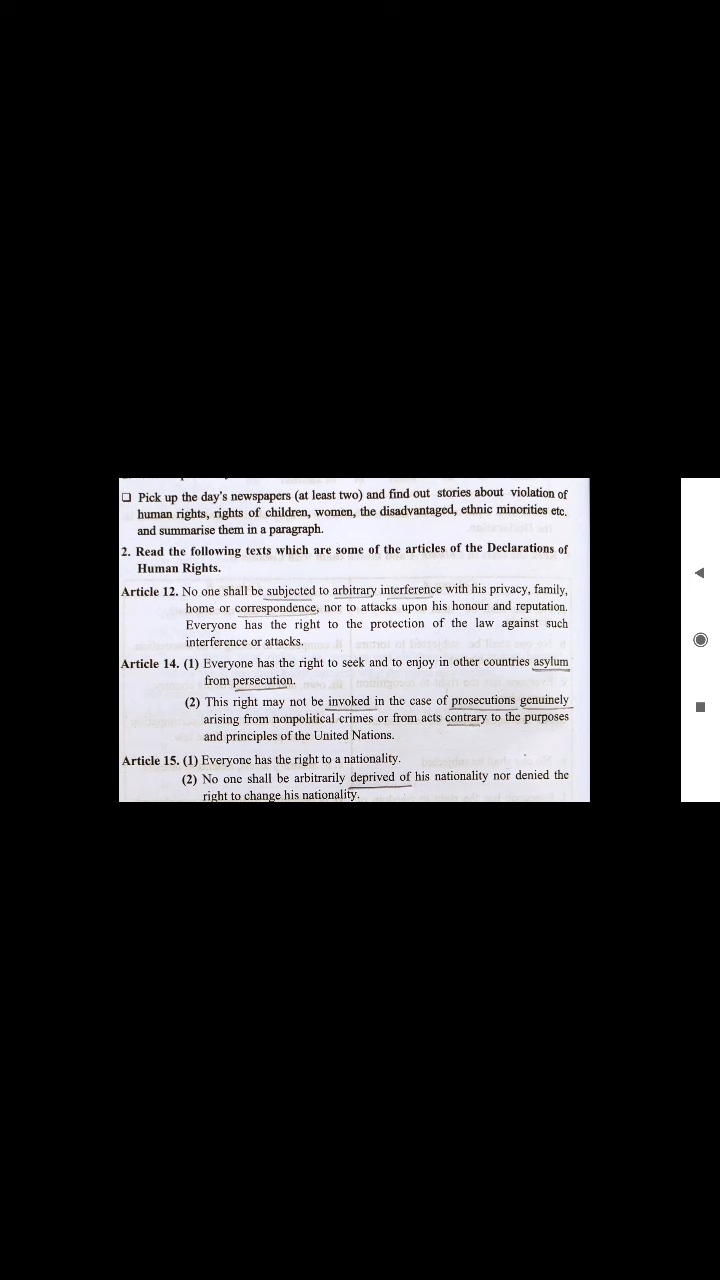 ❑ Pick up the day's newspapers (at least two) and find out stories about violation of
human rights, rights of children, women, the disadvantaged, ethnic minorities etc.
and summarise them in a paragraph.
2. Read the following texts which are some of the articles of the Declarations of
Human Rights.
Article 12. No one shall be subjected to arbitrary interference with his privacy, family,
home or correspondence, nor to attacks upon his honour and reputation.
Everyone has the right to the protection of the law against such
interference or attacks.
Article 14. (1) Everyone has the right to seek and to enjoy in other countries asylum
from persecution.
(2) This right may not be invoked in the case of prosecutions genuinely
arising from nonpolitical crimes or from acts contrary to the purposes
and principles of the United Nations.
Article 15. (1) Everyone has the right to a nationality.
(2) No one shall be arbitrarily deprived of his nationality nor denied the
right to change his nationality.